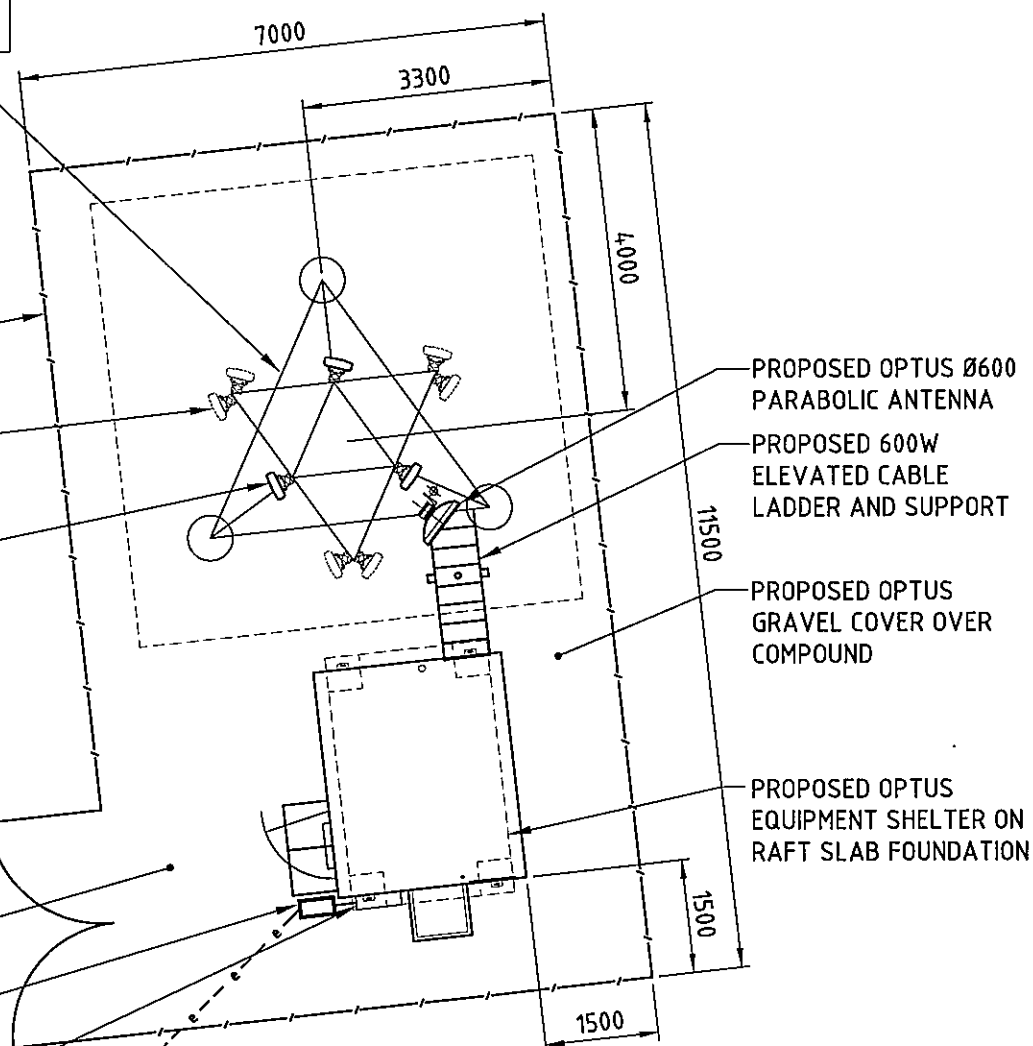 7000
3300
4000
11500
PROPOSED OPTUS Ø600
PARABOLIC ANTENNA
PROPOSED 600W
ELEVATED CABLE
LADDER AND SUPPORT
PROPOSED OPTUS
GRAVEL COVER OVER
COMPOUND
PROPOSED OPTUS
EQUIPMENT SHELTER ON
RAFT SLAB FOUNDATION
1500
1500
e
e
e